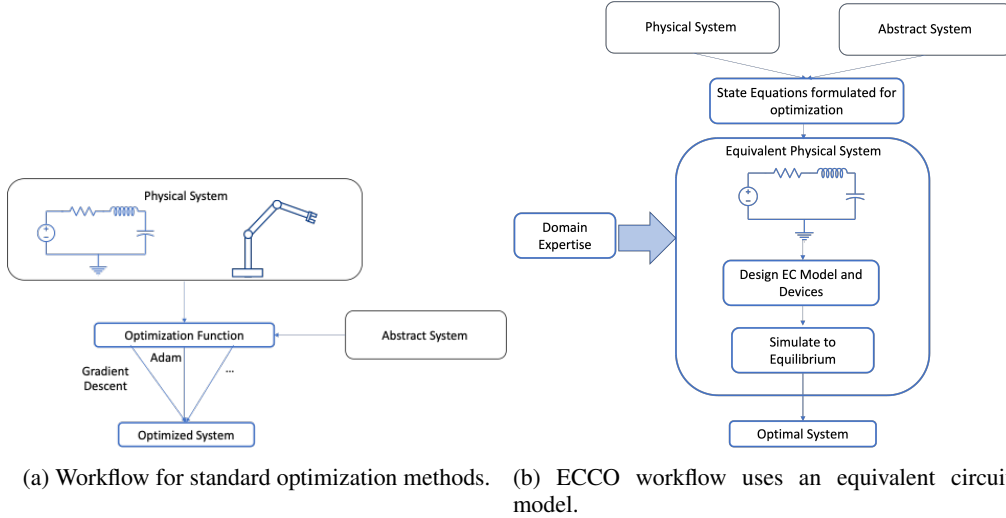 Physical System
Optimization Function
Abstract System
Gradient
Descent
Adam
...
Optimized System
(a) Workflow for standard optimization methods.
Physical System
Abstract System
State Equations formulated for
optimization
Equivalent Physical System
Domain
Expertise
Design EC Model and
Devices
Simulate to
Equilibrium
Optimal System
(b) ECCO workflow uses an equivalent circui
model.